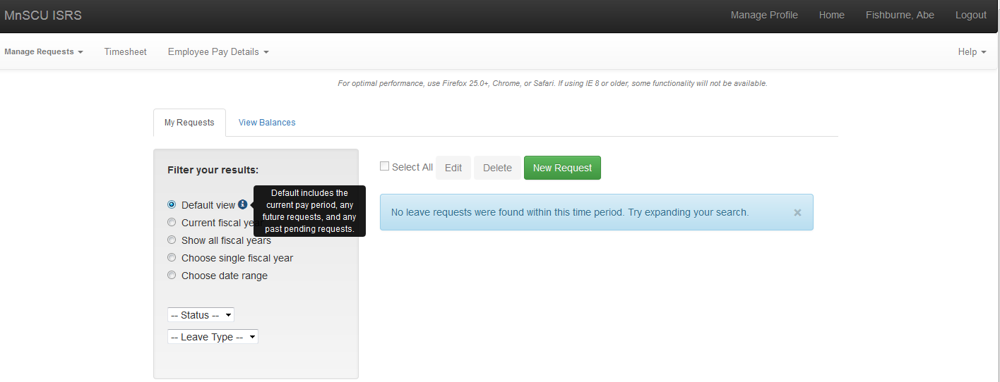 MnSCU ISRS
Manage Profile
Home
Fishburne, Abe
Logout
Manage Requests
Timesheet
Employee Pay Details
Help
For optimal performance, use Firefox 25.0+, Chrome, or Safari. If using IE 8 or older, some functionality will not be available.
My Requests
View Balances
Filter your results:
Default view
Default includes the
current pay period, any
future requests, and any
past pending requests.
Current fiscal year
Show all fiscal years
Choose single fiscal year
Choose date range
-- Status --
-- Leave Type --
Select All
Edit
Delete
New Request
No leave requests were found within this time period. Try expanding your search.
×